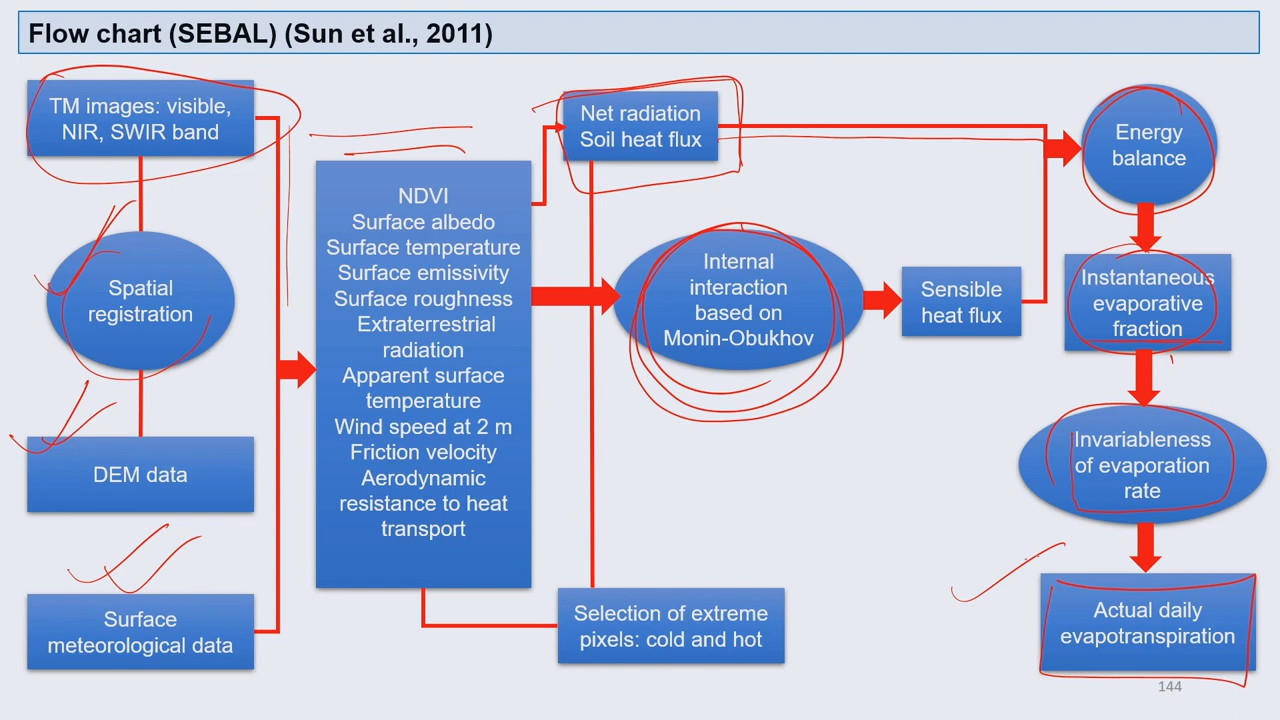 Flow chart (SEBAL) (Sun et al., 2011)
TM images: visible,
NIR, SWIR band
Spatial
registration
DEM data
Surface
meteorological data
NDVI
Surface albedo
Surface temperature
Surface emissivity
Surface roughness
Extraterrestrial
radiation
Apparent surface
temperature
Wind speed at 2 m
Friction velocity
Aerodynamic
resistance to heat
transport
Net radiation
Soil heat flux
Internal
interaction
based on
Monin-Obukhov
Selection of extreme
pixels: cold and hot
Sensible
heat flux
Energy
balance
Instantaneous
evaporative
fraction
Invariableness
of evaporation
rate
Actual daily
evapotranspiration
144